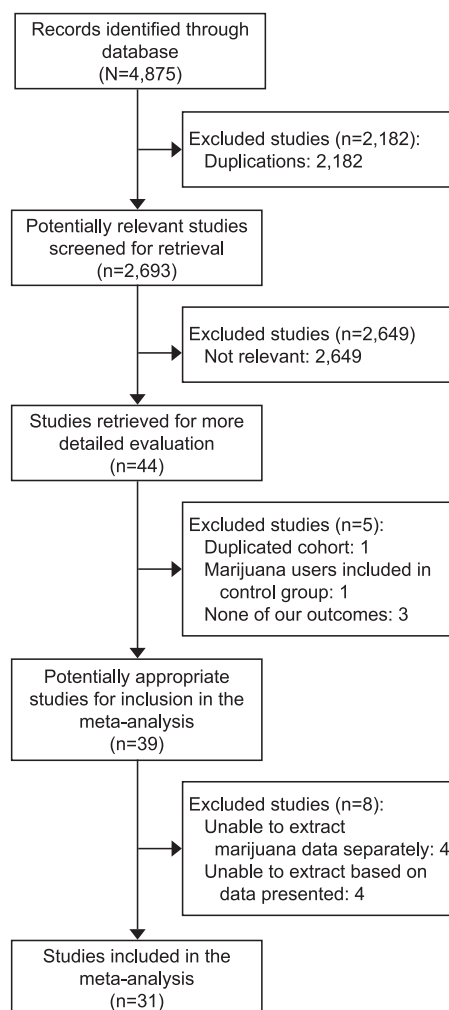 Records identified through
database
(N=4,875)
Excluded studies (n=2,182):
Duplications: 2,182
Potentially relevant studies
screened for retrieval
(n=2,693)
Excluded studies (n=2,649)
Not relevant: 2,649
Studies retrieved for more
detailed evaluation
(n=44)
Excluded studies (n=5):
Duplicated cohort: 1
Marijuana users included in
control group: 1
None of our outcomes: 3
Potentially appropriate
studies for inclusion in the
meta-analysis
(n=39)
Excluded studies (n=8):
Unable to extract
marijuana data separately: 4
Unable to extract based on
data presented: 4
Studies included in the
meta-analysis
(n=31)